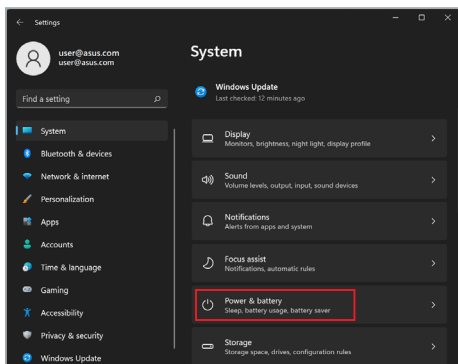 Settings
user@asus.com
user@asus.com
Find a setting
System
Bluetooth & devices
Network & internet
Personalization
Apps
Accounts
Time & language
Gaming
Accessibility
Privacy & security
Windows Update
System
Windows Update
Last checked: 12 minutes ago
Display
Monitors, brightness, night light, display profile
Sound
Volume levels, output, input, sound devices
Notifications
Alerts from apps and system
Focus assist
Notifications, automatic rules
Power & battery
Sleep, battery usage, battery saver
Storage
Storage space, drives, configuration rules